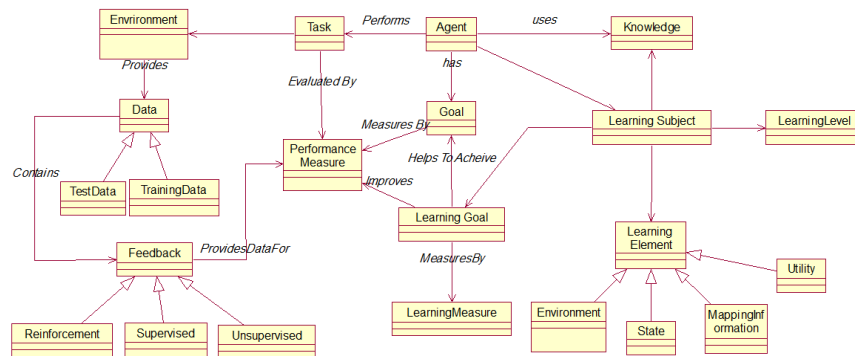 Envrironment
Task
Performs
Agent
uses
Knowledge
Provides
Evaluated By
has
Data
Goal
Measures By
Learning Subject
LearningLevel
Performance
Measure
Contains
Helps To Acheive
TestData
TrainingData
Improves
Learning Goal
Feedback
ProvidesDataFor
MeasuresBy
Learning
Element
Utility
Reinforcement
Supervised
Unsupervised
LearningMeasure
Environment
State
MappingInf
ormation